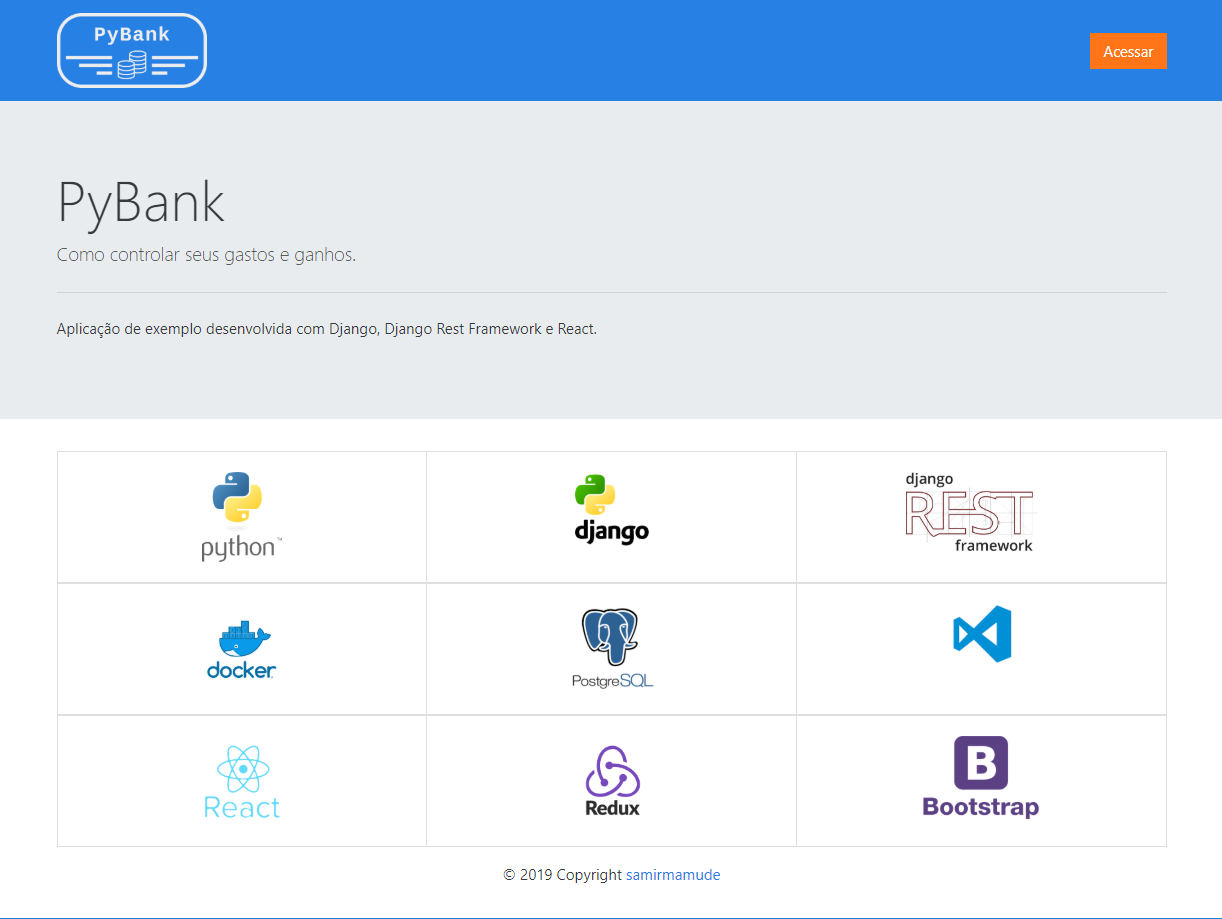 PyBank
Acessar
PyBank
Como controlar seus gastos e ganhos.
Aplicação de exemplo desenvolvida com Django, Django Rest Framework e React.
python™
django
django
REST
framework
docker
PostgreSQL
React
Redux
B
Bootstrap
© 2019 Copyright samirmamude